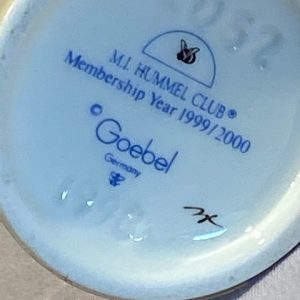 M.I. HUMMEL CLUB®
Membership Year 1999/2000
© Goebel
Germany